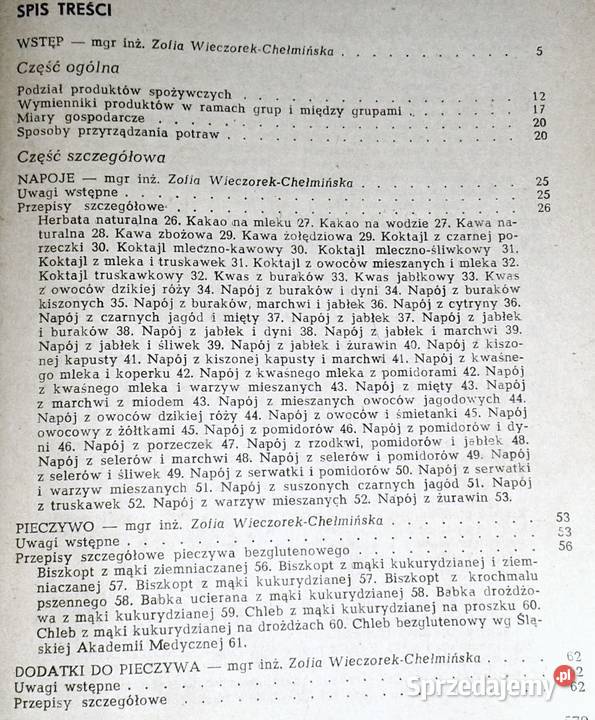 SPIS TREŚCI
WSTĘP — mgr inż. Zofia Wieczorek-Chełmińska . . . . . . . . . . . 5
Część ogólna
Podział produktów spożywczych . . . . . . . . . . . . . . . . 12
Wymienniki produktów w ramach grup i między grupami . . . . . . . 17
Miary gospodarcze . . . . . . . . . . . . . . . . . . . . 20
Sposoby przyrządzania potraw . . . . . . . . . . . . . . . . . 20
Część szczegółowa
NAPOJE — mgr inż. Zofia Wieczorek-Chełmińska . . . . . . . . . . 25
Uwagi wstępne . . . . . . . . . . . . . . . . . . . . . . 25
Przepisy szczegółowe . . . . . . . . . . . . . . . . . . . . 26
Herbata naturalna 26. Kakao na mleku 27. Kakao na wodzie 27. Kawa na-
turalna 28. Kawa zbożowa 29. Kawa żołędziowa 29. Koktajl z czarnej po-
rzeczki 30. Koktajl mleczno-kawowy 30. Koktajl mleczno-śliwkowy 31.
Koktajl z mleka i truskawek 31. Koktajl z owoców mieszanych i mleka 32.
Koktajl truskawkowy 32. Kwas z buraków 33. Kwas jabłkowy 33. Kwas
z owoców dzikiej róży 34. Napój z buraków i dyni 34. Napój z buraków
kiszonych 35. Napój z buraków, marchwi i jabłek 36. Napój z cytryny 36.
Napój z czarnych jagód i mięty 37. Napój z jabłek 37. Napój z jabłek
i buraków 38. Napój z jabłek i dyni 38. Napój z jabłek i marchwi 39.
Napój z jabłek i śliwek 39. Napój z jabłek i żurawin 40. Napój z kiszo-
nej kapusty 41. Napój z kiszonej kapusty i marchwi 41. Napój z kwaśne-
go mleka i koperku 42. Napój z kwaśnego mleka z pomidorami 42. Napój
z kwaśnego mleka i warzyw mieszanych 43. Napój z mięty 43. Napój
z marchwi z miodem 43. Napój z mieszanych owoców jagodowych 44.
Napój z owoców dzikiej róży 44. Napój z owoców i śmietanki 45. Napój
owocowy z żółtkami 45. Napój z pomidorów 46. Napój z pomidorów i dy-
ni 46. Napój z porzeczek 47. Napój z rzodkwi, pomidorów i jabłek 48.
Napój z selerów i marchwi 48. Napój z selerów i pomidorów 49. Napój
z selerów i śliwek 49. Napój z serwatki i pomidorów 50. Napój z serwatki
i warzyw mieszanych 51. Napój z suszonych czarnych jagód 51. Napój
z truskawek 52. Napój z warzyw mieszanych 52. Napój z żurawin 53.
PIECZYWO — mgr inż. Zofia Wieczorek-Chełmińska . . . . . . . . . 53
Uwagi wstępne . . . . . . . . . . . . . . . . . . . . . . 53
Przepisy szczegółowe pieczywa bezglutenowego . . . . . . . . . . 56
Biszkopt z mąki ziemniaczanej 56. Biszkopt z mąki kukurydzianej i ziem-
niaczanej 57. Biszkopt z mąki kukurydzianej 57. Biszkopt z krochmalu
pszennego 58. Babka ucierana z mąki kukurydzianej 58. Babka drożdżo-
wa z mąki kukurydzianej 59. Chleb z mąki kukurydzianej na proszku 60.
Chleb z mąki kukurydzianej na drożdżach 60. Chleb bezglutenowy wg Ślą-
skiej Akademii Medycznej 61.
DODATKI DO PIECZYWA — mgr inż. Zofia Wieczorek-Chełmińska . . . . 62
Uwagi wstępne . . . . . . . . . . . . . . . . . . . . . . 2
Przepisy szczegółowe . . . . . . . . . . . . . . . . . . . . 62
Sprzedajemy.pl